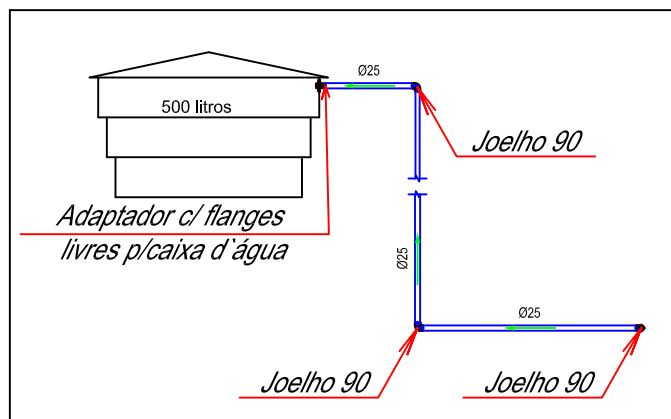 Ø25
500 litros
Joelho 90
Adaptador c/ flanges
livres p/caixa d`água
Ø25
Ø25
Joelho 90
Joelho 90